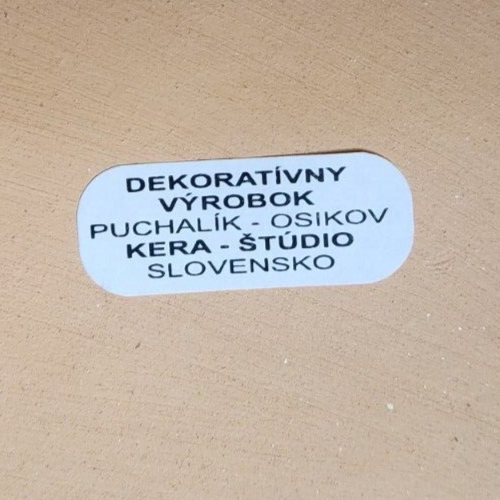 DEKORATÍVNY
VÝROBOK
PUCHALÍK - OSIKOV
KERA - ŠTÚDIO
SLOVENSKO